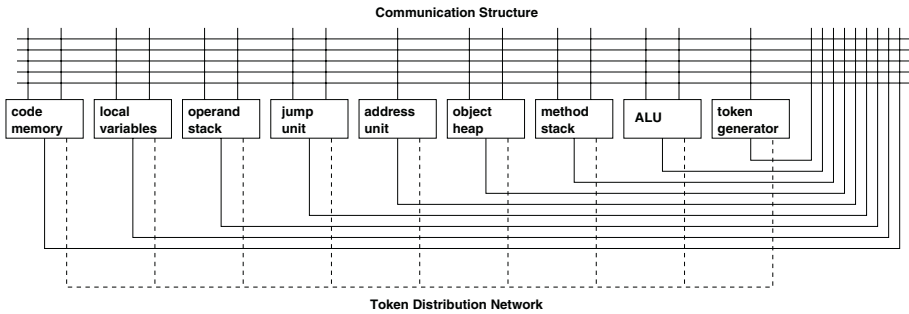 Communication Structure
code
memory
local
variables
operand
stack
jump
unit
address
unit
object
heap
method
stack
ALU
token
generator
Token Distribution Network